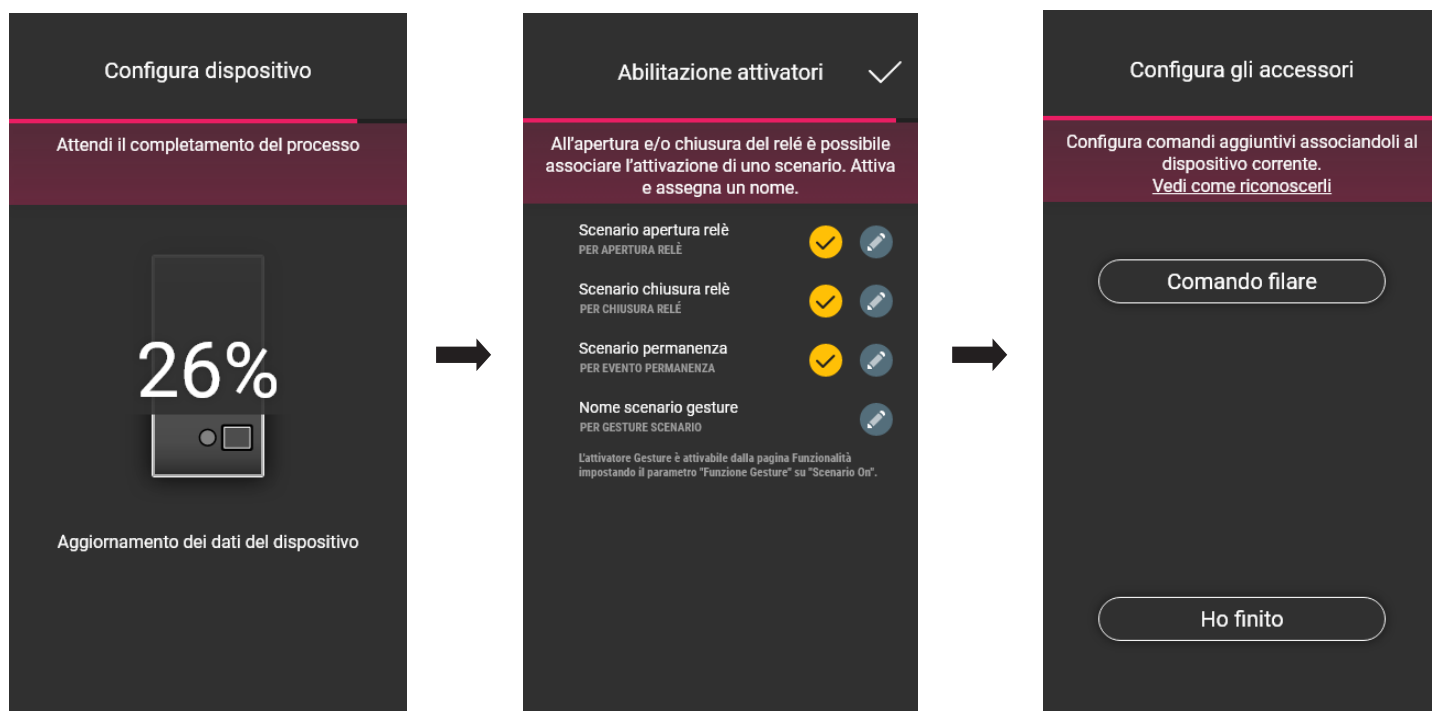 Configura dispositivo
Attendi il completamento del processo
26%
Aggiornamento dei dati del dispositivo
Abilitazione attivatori
All'apertura e/o chiusura del relé è possibile
associare l'attivazione di uno scenario. Attiva
e assegna un nome.
Scenario apertura relè
PER APERTURA RELÈ
Scenario chiusura relè
PER CHIUSURA RELÉ
Scenario permanenza
PER EVENTO PERMANENZA
Nome scenario gesture
PER GESTURE SCENARIO
L'attivatore Gesture è attivabile dalla pagina Funzionalità
impostando il parametro "Funzione Gesture" su "Scenario On".
Configura gli accessori
Configura comandi aggiuntivi associandoli al
dispositivo corrente.
Vedi come riconoscerli
Comando filare
Ho finito